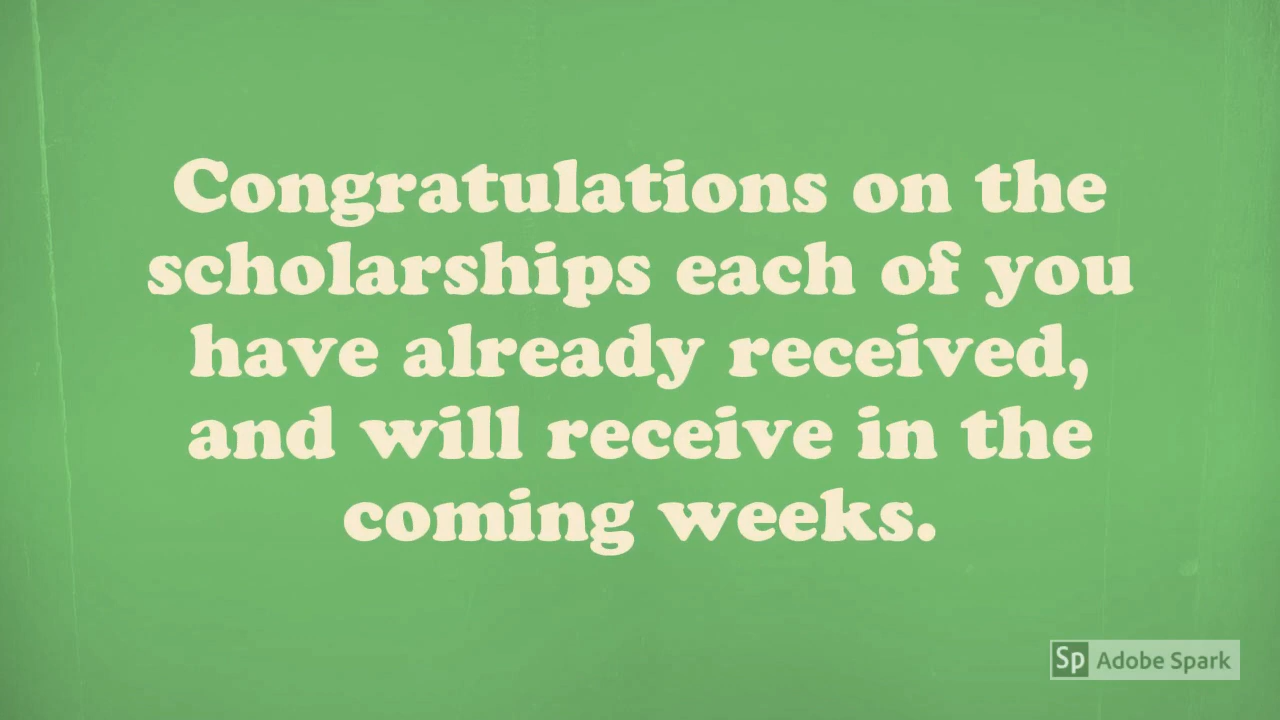 Congratulations on the
scholarships each of you
have already received,
and will receive in the
coming weeks.
Sp Adobe Spark